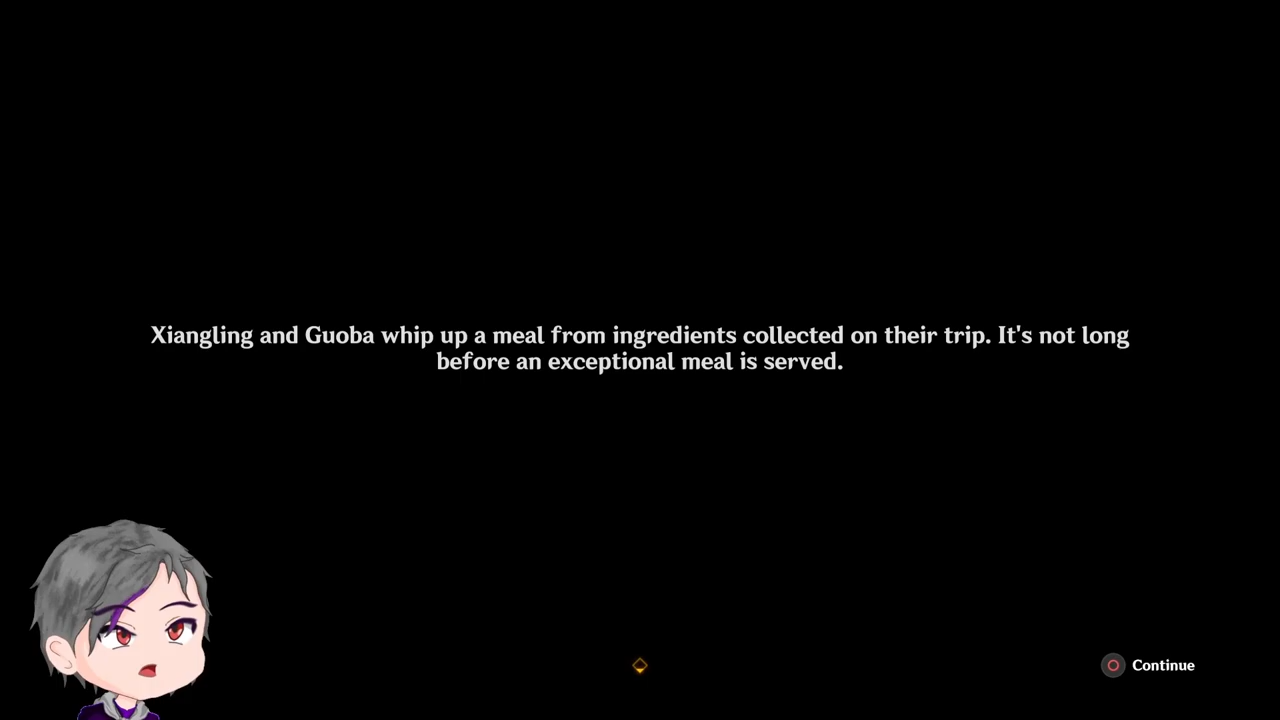 Xiangling and Guoba whip up a meal from ingredients collected on their trip. It's not long
before an exceptional meal is served.
Continue